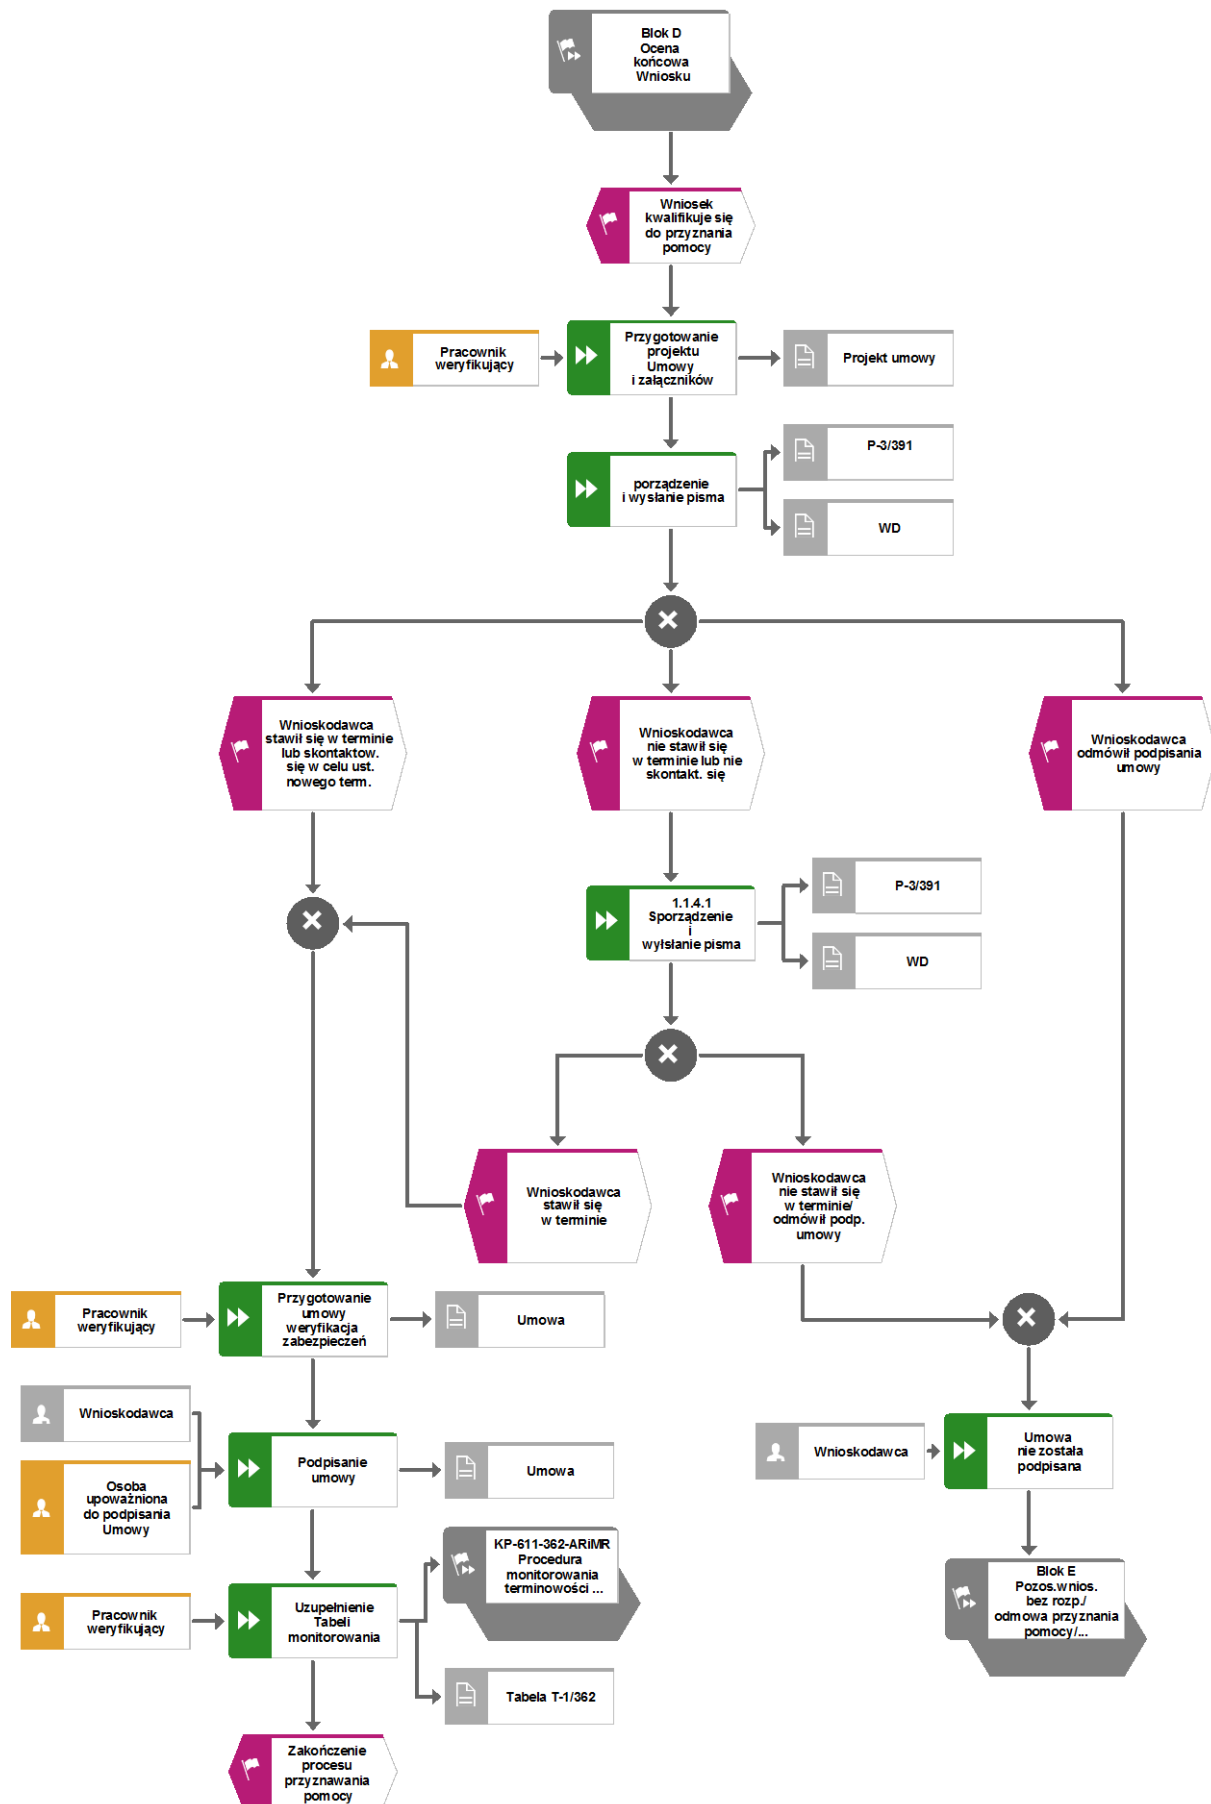 Blok D
Ocena
końcowa
Wniosku
Wniosek
kwalifikuje się
do przyznania
pomocy
Pracownik
weryfikujący
Przygotowanie
projektu
Umowy
i załączników
Projekt umowy
porządzenie
i wysłanie pisma
P-3/391
WD
Wnioskodawca
stawił się w terminie
lub skontaktow.
się w celu ust.
nowego term.
Wnioskodawca
nie stawił się
w terminie lub nie
skontakt. się
Wnioskodawca
odmówił podpisania
umowy
1.1.4.1
Sporządzenie
i
wyłsłanie pisma
P-3/391
WD
Wnioskodawca
stawił się
w terminie
Wnioskodawca
nie stawił się
w terminie/
odmówił podp.
umowy
Pracownik
weryfikujący
Przygotowanie
umowy
weryfikacja
zabezpieczeń
Umowa
Wnioskodawca
Osoba
upoważniona
do podpisania
Umowy
Podpisanie
umowy
Umowa
Wnioskodawca
Umowa
nie została
podpisana
Pracownik
weryfikujący
Uzupełnienie
Tabeli
monitorowania
KP-611-362-ARiMR
Procedura
monitorowania
terminowości ...
Tabela T-1/362
Blok E
Pozos.wnios.
bez rozp./
odmowa przyznania
pomocy/...
Zakończenie
procesu
przyznawania
pomocy